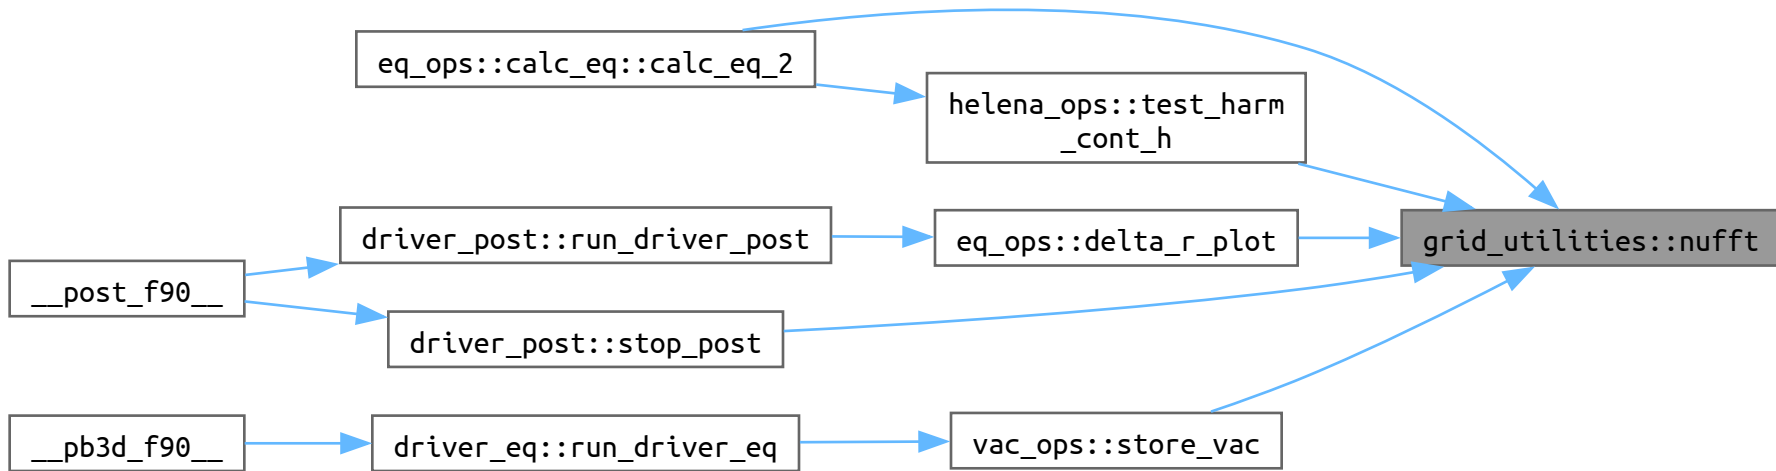 eq_ops::calc_eq::calc_eq_2
helena_ops::test_harm
_cont_h
driver_post::run_driver_post
eq_ops::delta_r_plot
grid_utilities::nufft
__post_f90__
driver_post::stop_post
__pb3d_f90__
driver_eq::run_driver_eq
vac_ops::store_vac